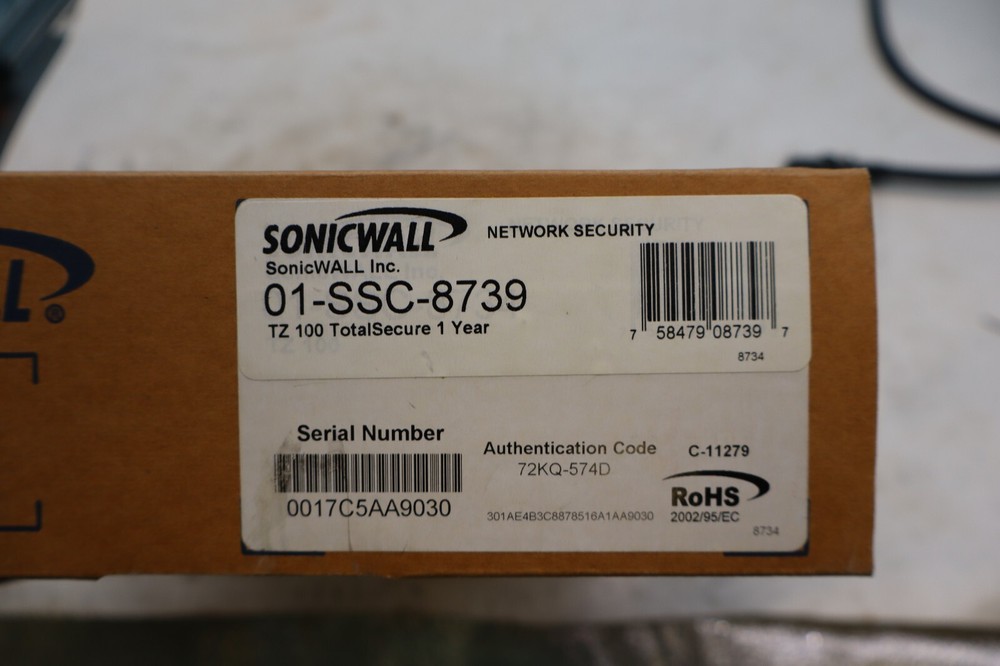 L®
SONICWALL
NETWORK SECURITY
SonicWALL Inc.
01-SSC-8739
TZ 100 TotalSecure 1 Year
7 58479 08739 7
8734
Serial Number
0017C5AA9030
Authentication Code
72KQ-574D
301AE4B3C8878516A1AA9030
C-11279
RoHS
2002/95/EC
8734